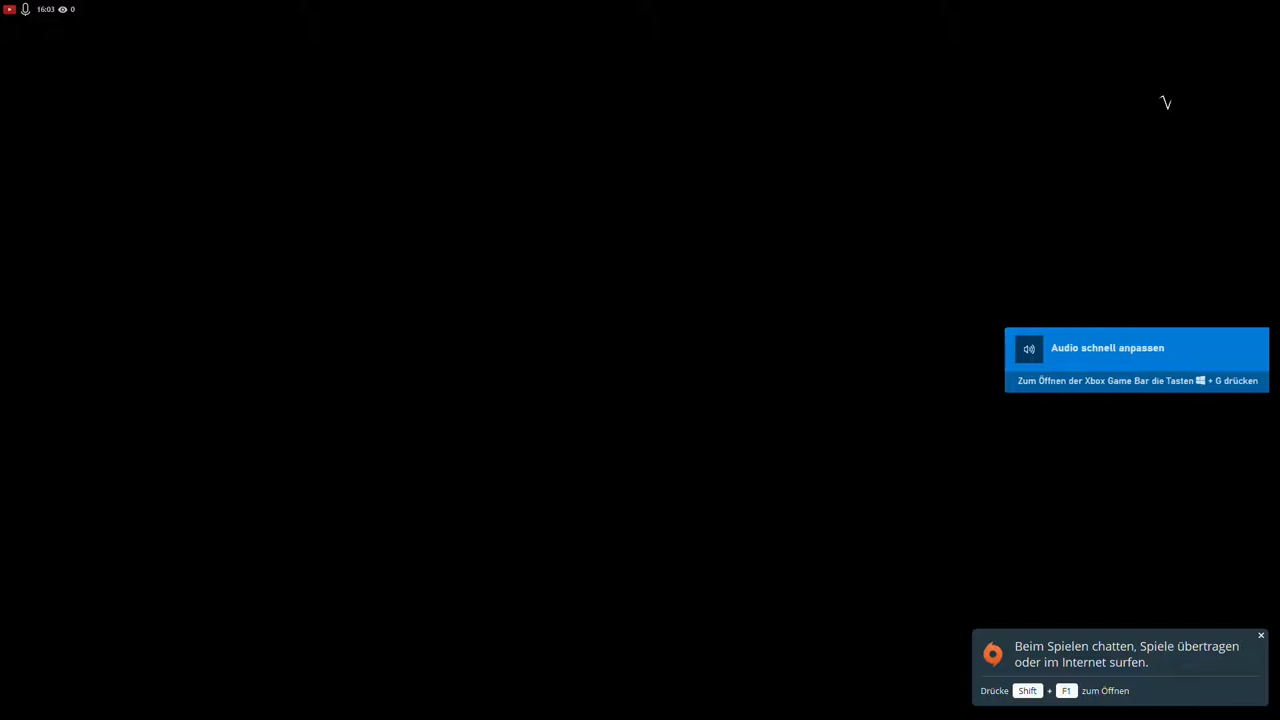 16:03 0
Audio schnell anpassen
Zum Öffnen der Xbox Game Bar die Tasten + G drücken
Beim Spielen chatten, Spiele übertragen
oder im Internet surfen.
Drücke Shift + F1 zum Öffnen